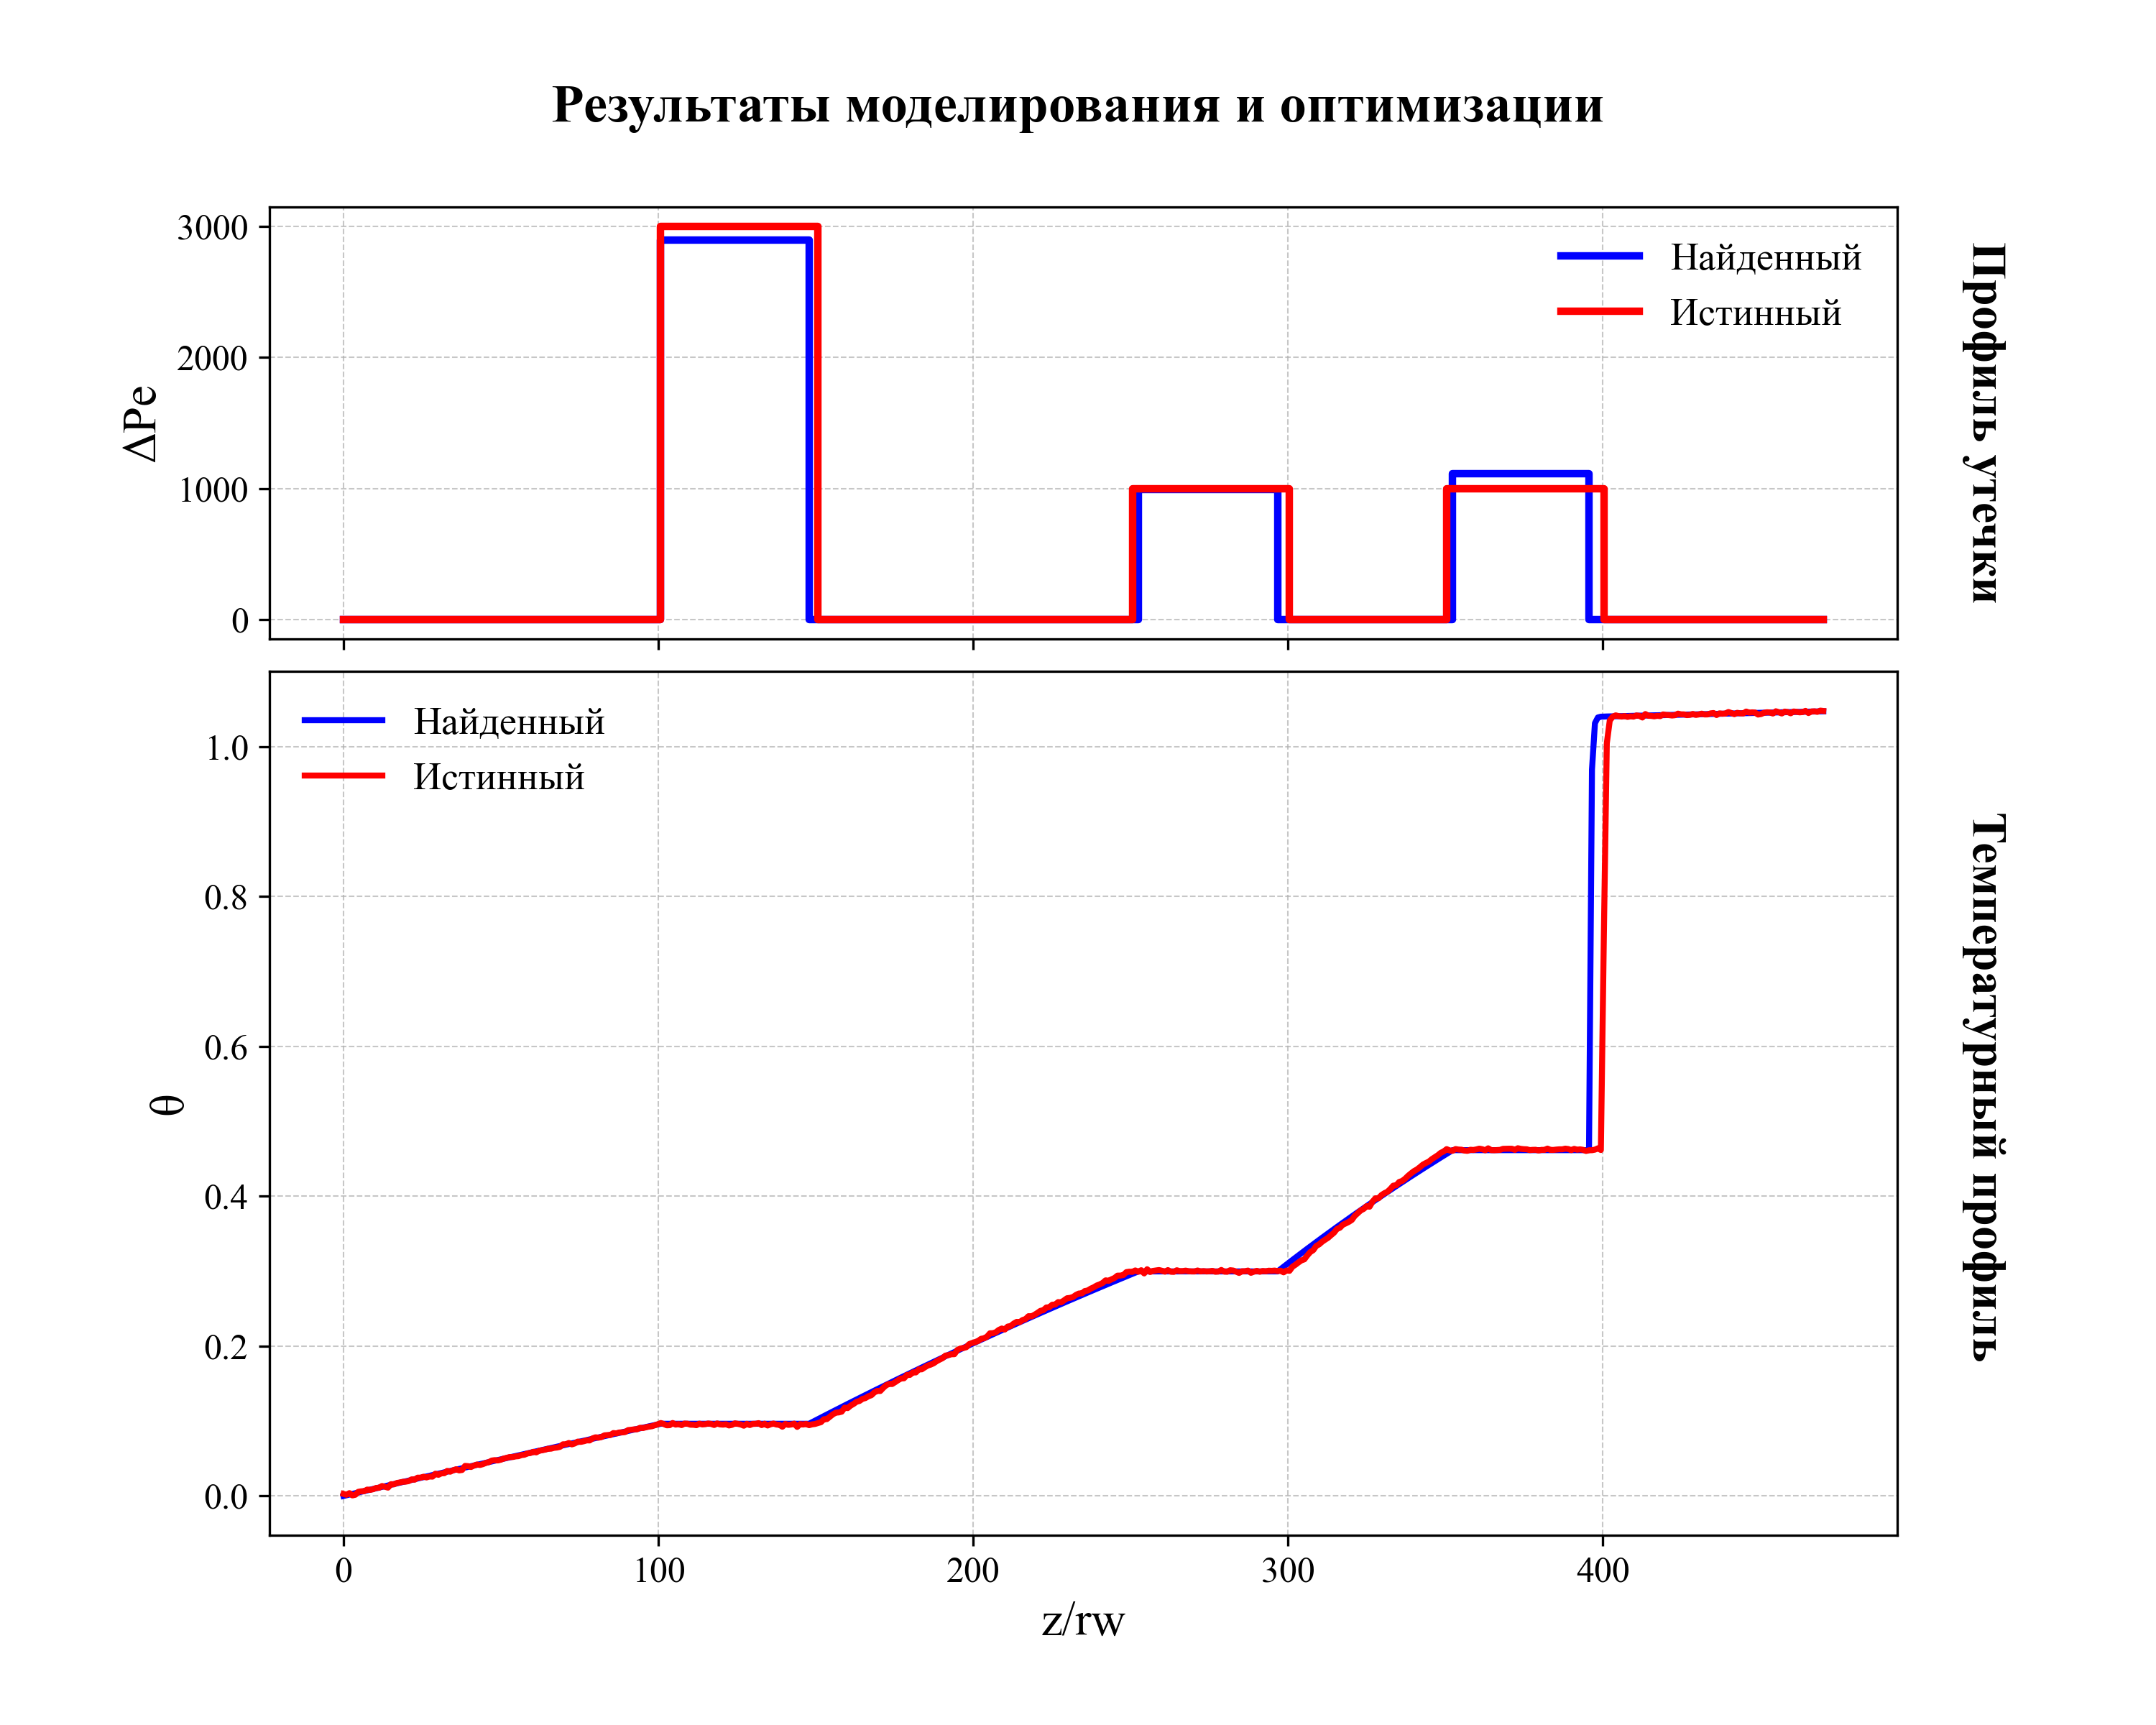 Результаты моделирования и оптимизации
3000
2000
1000
0
ΔPe
Найденный
Истинный
Профиль утечки
Найденный
Истинный
1.0
0.8
0.6
0.4
0.2
0.0
θ
Температурный профиль
0 100 200 300 400
z/rw